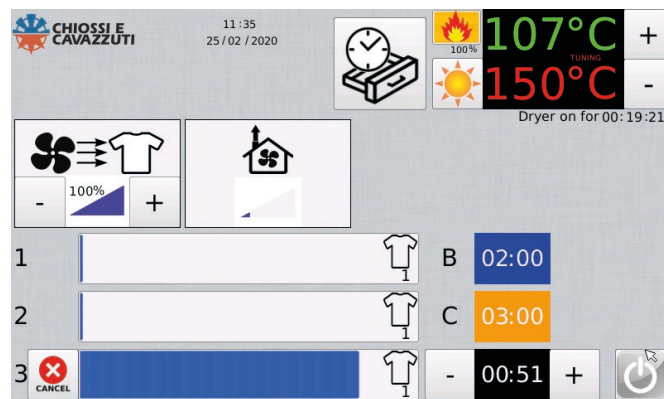 CHIOSSI E
CAVAZZUTI
11:35
25/02/2020
100%
107°C
+
TUNING
150°C
-
Dryer on for 00:19:21
-
100%
+
1
1
B
02:00
2
1
C
03:00
3
CANCEL
1
-
00:51
+